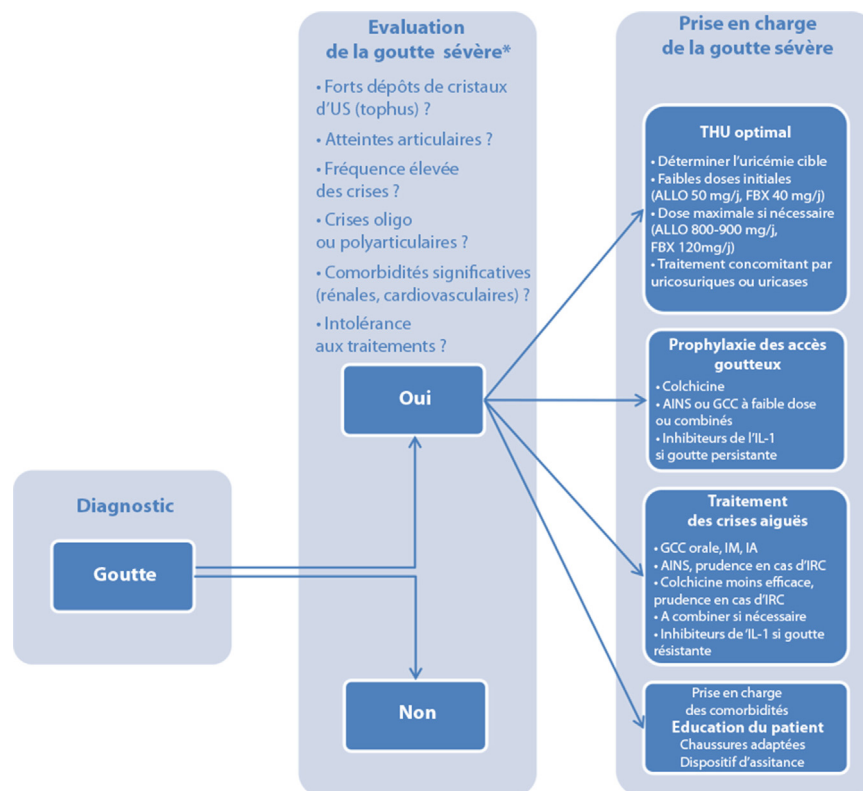 Diagnostic
Goutte
Evaluation
de la goutte sévère*
• Forts dépôts de cristaux
d'US (tophus) ?
• Atteintes articulaires ?
• Fréquence élevée
des crises ?
• Crises oligo
ou polyarticulaires ?
• Comorbidités significatives
(rénales, cardiovasculaires) ?
• Intolérance
aux traitements ?
Oui
Non
Prise en charge
de la goutte sévère
THU optimal
• Déterminer l'uricémie cible
• Faibles doses initiales
(ALLO 50 mg/j, FBX 40 mg/j)
• Dose maximale si nécessaire
(ALLO 800-900 mg/j,
FBX 120mg/j)
• Traitement concomitant par
uricosuriques ou uricases
Prophylaxie des accès
goutteux
• Colchicine
• AINS ou GCC à faible dose
ou combinés
• Inhibiteurs de l'IL-1
si goutte persistante
Traitement
des crises aiguës
• GCC orale, IM, IA
• AINS, prudence en cas d'IRC
• Colchicine moins efficace,
prudence en cas d'IRC
• A combiner si nécessaire
• Inhibiteurs de 'IL-1 si goutte
résistante
Prise en charge
des comorbidités
Education du patient
Chaussures adaptées
Dispositif d'assitance